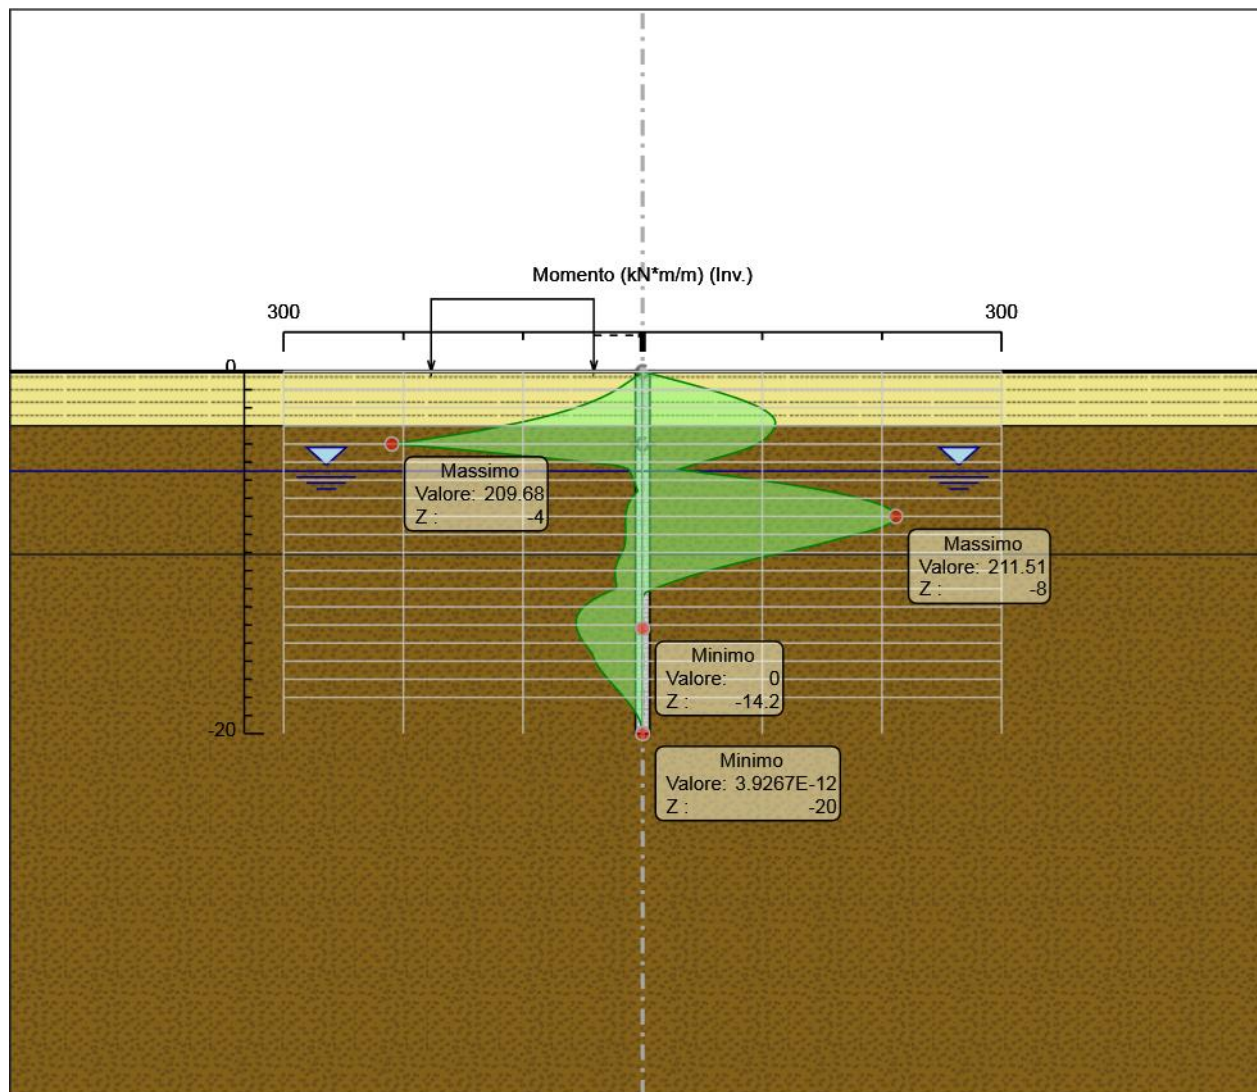 Momento (kN*m/m) (Inv.)
300
300
0
Massimo
Valore: 209.68
Z : -4
Massimo
Valore: 211.51
Z : -8
Minimo
Valore: 0
Z : -14.2
-20
Minimo
Valore: 3.9267E-12
Z : -20